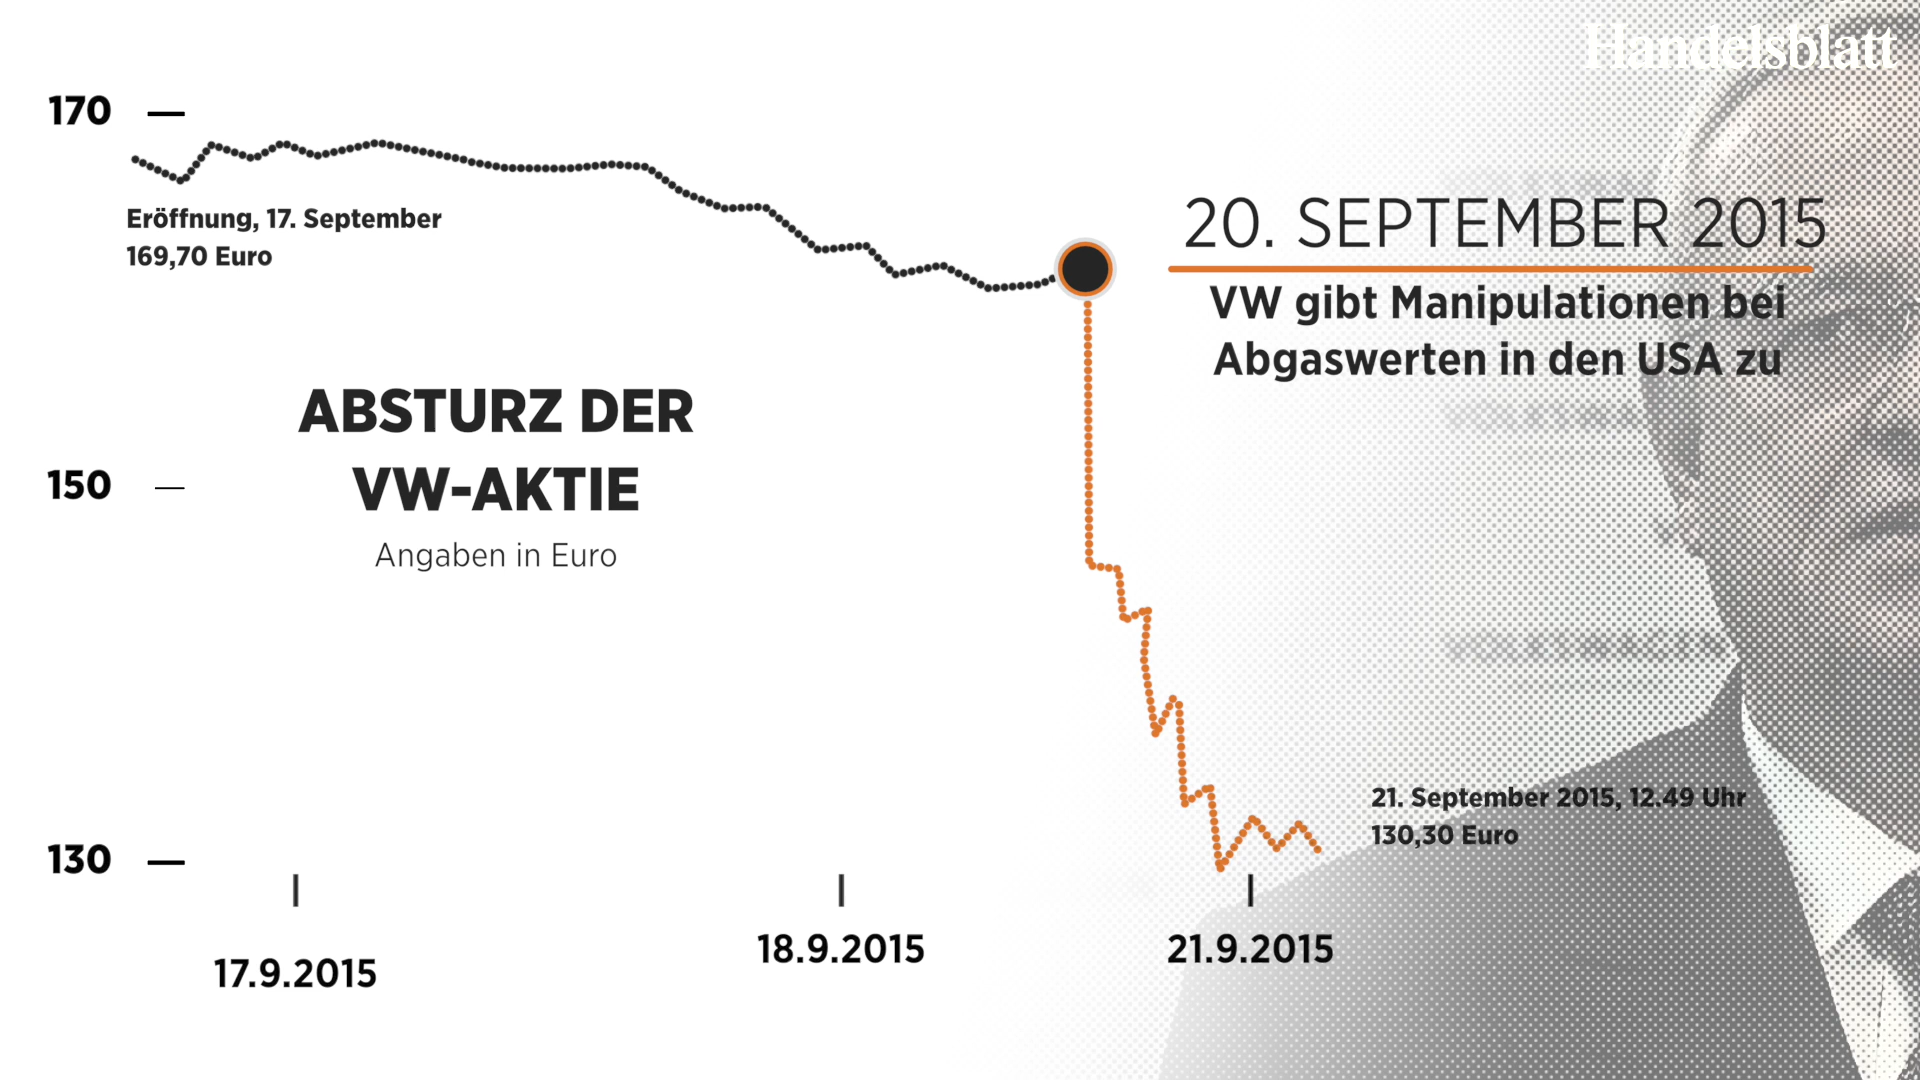 Handelsblatt
170
Eröffnung, 17. September
169,70 Euro
20. SEPTEMBER 2015
VW gibt Manipulationen bei
Abgaswerten in den USA zu
ABSTURZ DER
VW-AKTIE
Angaben in Euro
150
21. September 2015, 12.49 Uhr
130,30 Euro
130
17.9.2015
18.9.2015
21.9.2015